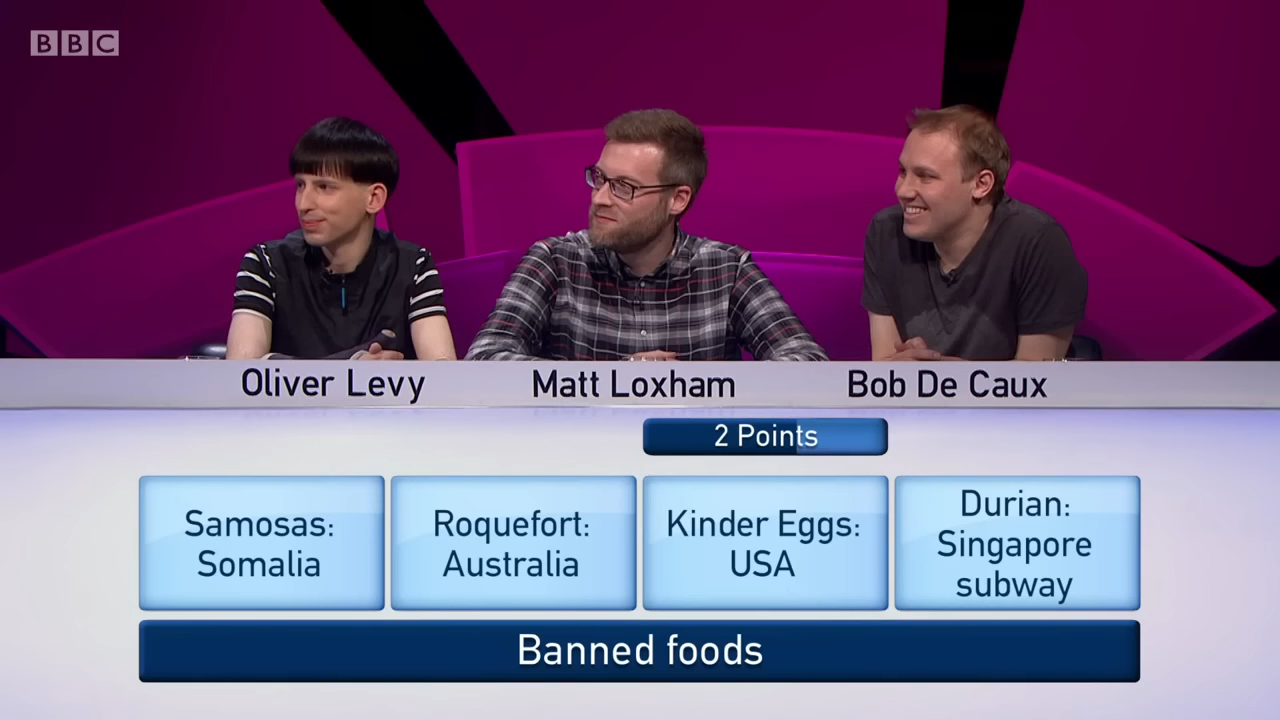 BBC
Oliver Levy Matt Loxham Bob De Caux
2 Points
Samosas:
Somalia
Roquefort:
Australia
Kinder Eggs:
USA
Durian:
Singapore
subway
Banned foods